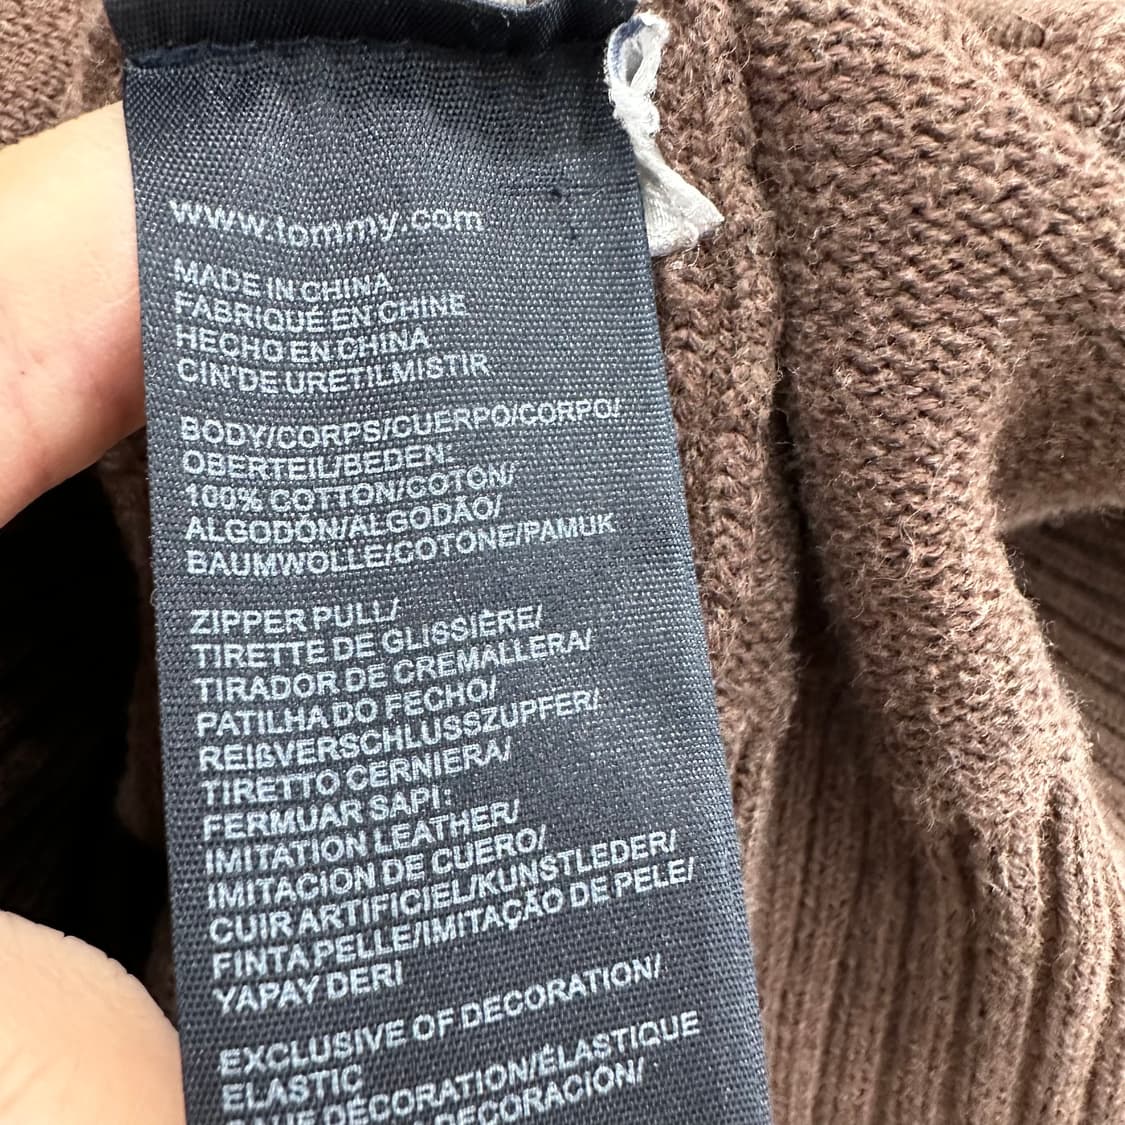 www.tommy.com
MADE IN CHINA
FABRIQUÉ EN CHINE
HECHO EN CHINA
CIN'DE URETILMISTIR
BODY/CORPS/CUERPO/CORPO/
OBERTEIL/BEDEN:
100% COTTON/COTON/
ALGODÓN/ALGODÃO/
BAUMWOLLE/COTONE/PAMUK
ZIPPER PULL/
TIRETTE DE GLISSIÈRE/
TIRADOR DE CREMALLERA/
PATILHA DO FECHO/
REIßVERSCHLUSSZUPFER/
TIRETTO CERNIERA/
FERMUAR SAPI:
IMITATION LEATHER/
IMITACION DE CUERO/
CUIR ARTIFICIEL/KUNSTLEDER/
FINTA PELLE/IMITAÇÃO DE PELE/
YAPAY DERI
EXCLUSIVE OF DECORATION/
ELASTIC
DÉCORATION/ÉLASTIQUE
DECORACIÓN/